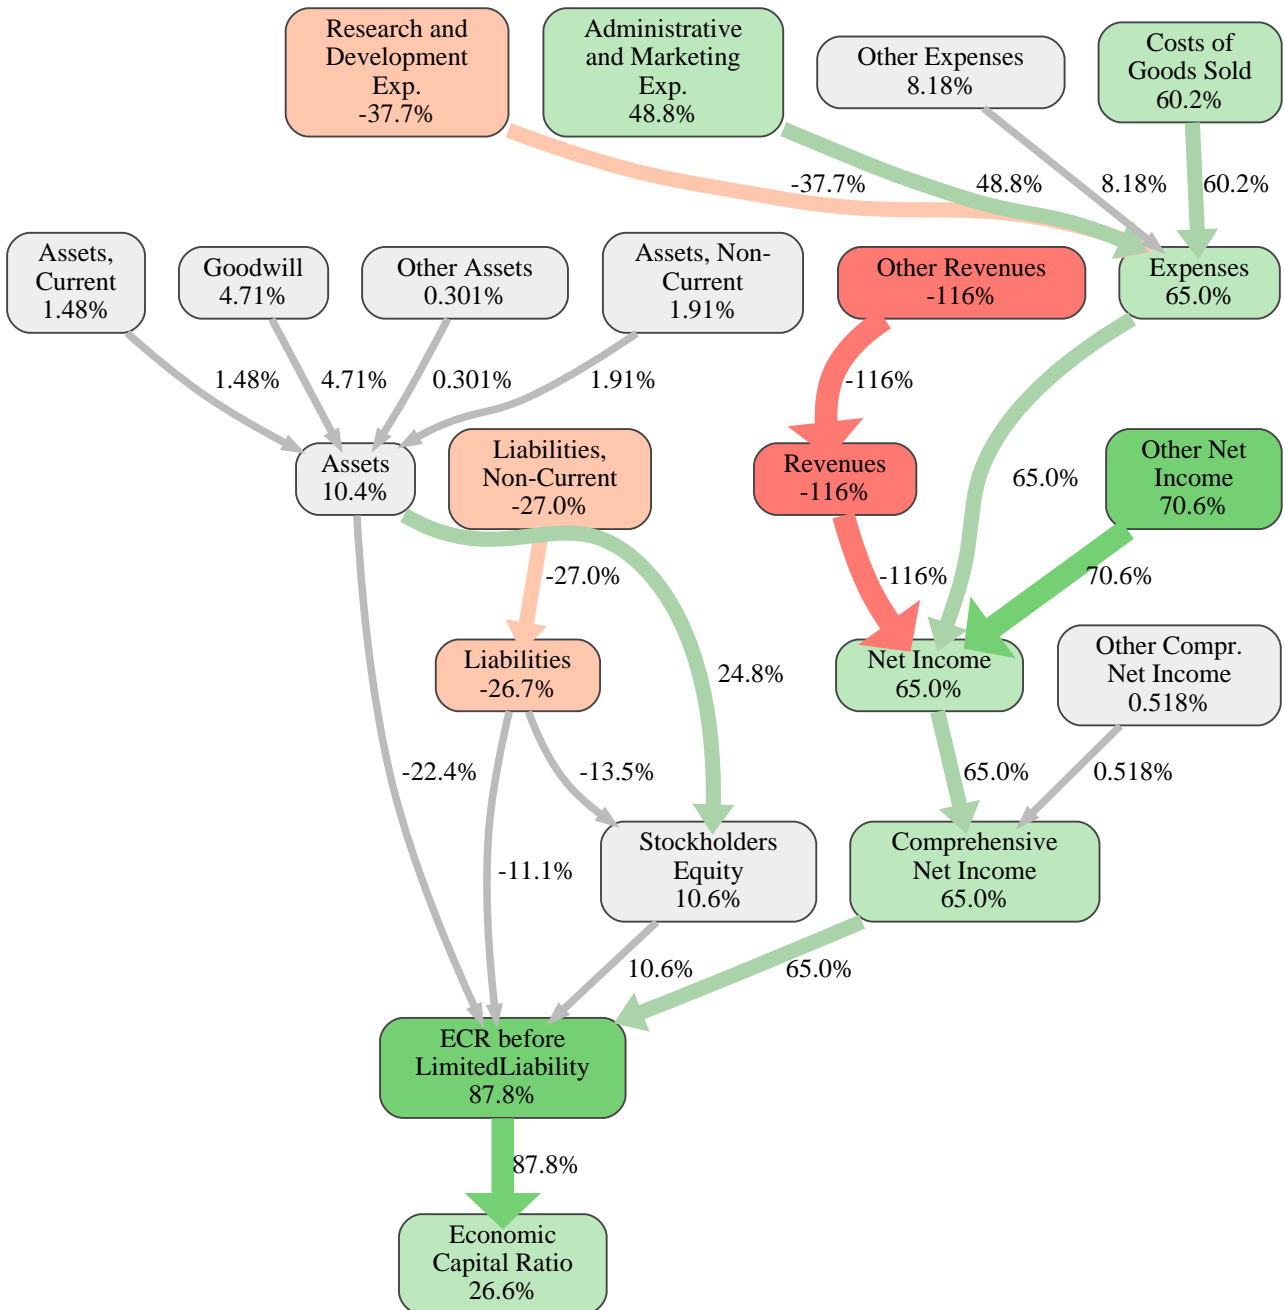 Research and
Development
Exp.
-37.7%
Administrative
and Marketing
Exp.
48.8%
Other Expenses
8.18%
Costs of
Goods Sold
60.2%
-37.7%
48.8%
8.18%
60.2%
Assets,
Current
1.48%
Goodwill
4.71%
Other Assets
0.301%
Assets, Non-
Current
1.91%
Other Revenues
-116%
Expenses
65.0%
1.48%
4.71%
0.301%
1.91%
-116%
65.0%
Assets
10.4%
Liabilities,
Non-Current
-27.0%
Revenues
-116%
Other Net
Income
70.6%
-27.0%
-116%
70.6%
Liabilities
-26.7%
24.8%
Net Income
65.0%
Other Compr.
Net Income
0.518%
-22.4%
-13.5%
65.0%
0.518%
-11.1%
Stockholders
Equity
10.6%
Comprehensive
Net Income
65.0%
10.6%
65.0%
ECR before
LimitedLiability
87.8%
87.8%
Economic
Capital Ratio
26.6%